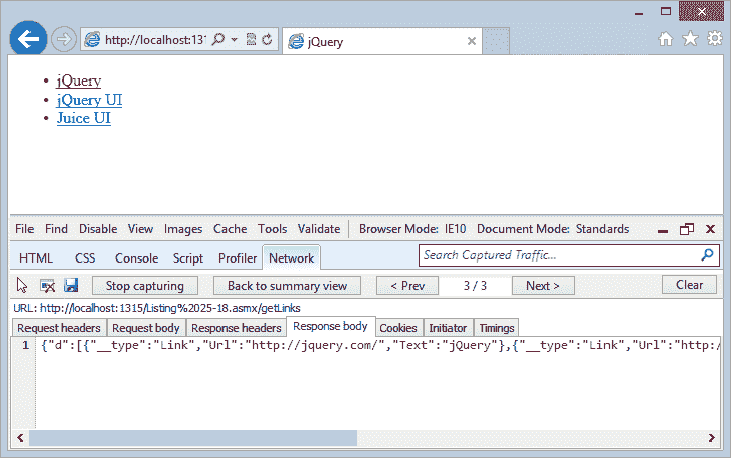 http://localhost:131
jQuery
• jQuery
• jQuery UI
• Juice UI
File Find Disable View Images Cache Tools Validate Browser Mode: IE10 Document Mode: Standards
HTML CSS Console Script Profiler Network Search Captured Traffic...
Stop capturing Back to summary view < Prev 3 / 3 Next > Clear
URL: http://localhost:1315/Listing%2025-18.asmx/getLinks
Request headers Request body Response headers Response body Cookies Initiator Timings
1 {"d":[{"__type":"Link","Url":"http://jquery.com/","Text":"jQuery"},{"__type":"Link","Url":"http:/